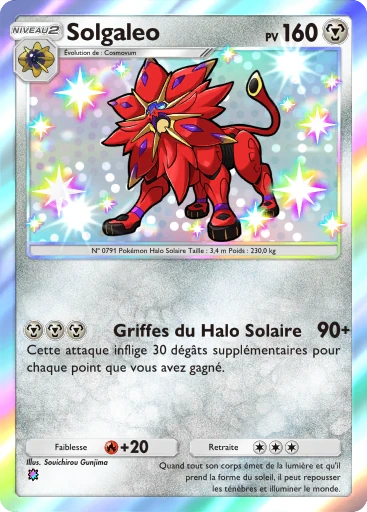 NIVEAU 2
Solgaleo
PV 160
Évolution de : Cosmovum
N° 0791 Pokémon Halo Solaire Taille : 3,4 m Poids : 230,0 kg
Griffes du Halo Solaire 90+
Cette attaque inflige 30 dégâts supplémentaires pour
chaque point que vous avez gagné.
Faiblesse +20 Retraite
Illus. Souichirou Gunjima
Quand tout son corps émet de la lumière et qu'il
prend la forme du soleil, il peut repousser
les ténèbres et illuminer le monde.